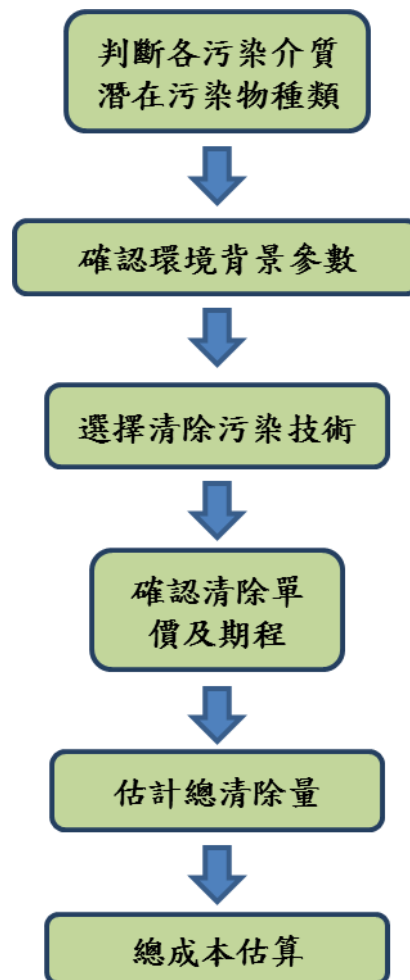 判斷各污染介質
潛在污染物種類
確認環境背景參數
選擇清除污染技術
確認清除單
價及期程
估計總清除量
總成本估算